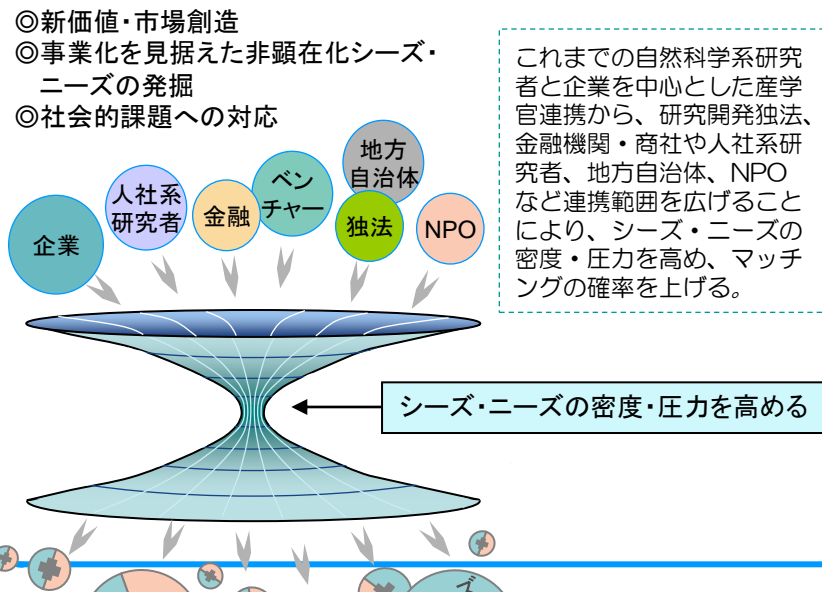 ◎新価値・市場創造
◎事業化を見据えた非顕在化シーズ・
ニーズの発掘
◎社会的課題への対応
これまでの自然科学系研究
者と企業を中心とした産学
官連携から、研究開発独法、
金融機関・商社や人社系研
究者、地方自治体、NPO
など連携範囲を広げること
により、シーズ・ニーズの
密度・圧力を高め、マッチ
ングの確率を上げる。
企業
人社系
研究者
金融
ベン
チャー
地方
自治体
独法
NPO
シーズ・ニーズの密度・圧力を高める
ズ